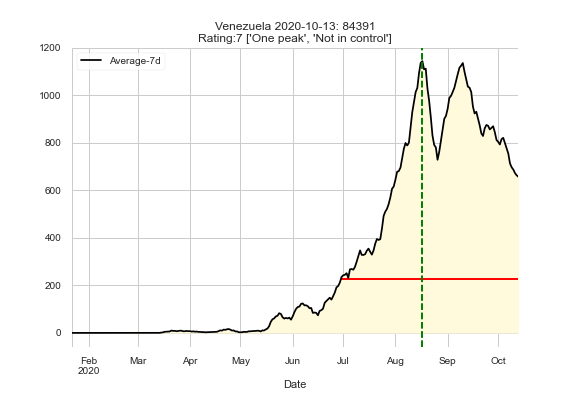 Venezuela 2020-10-13: 84391
Rating:7 ['One peak', 'Not in control']
1200
1000
800
600
400
200
0
Average-7d
Feb
2020
Mar
Apr
May
Jun
Jul
Aug
Sep
Oct
Date